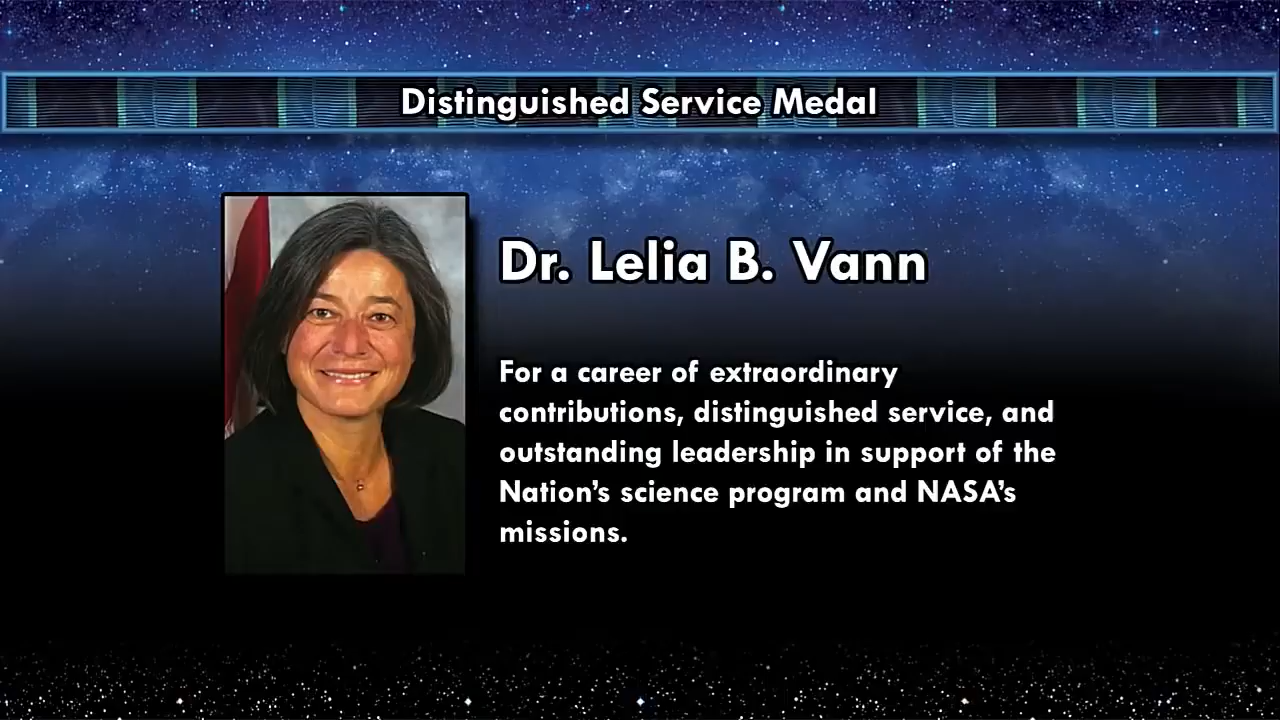 Distinguished Service Medal
Dr. Lelia B. Vann
For a career of extraordinary
contributions, distinguished service, and
outstanding leadership in support of the
Nation’s science program and NASA’s
missions.